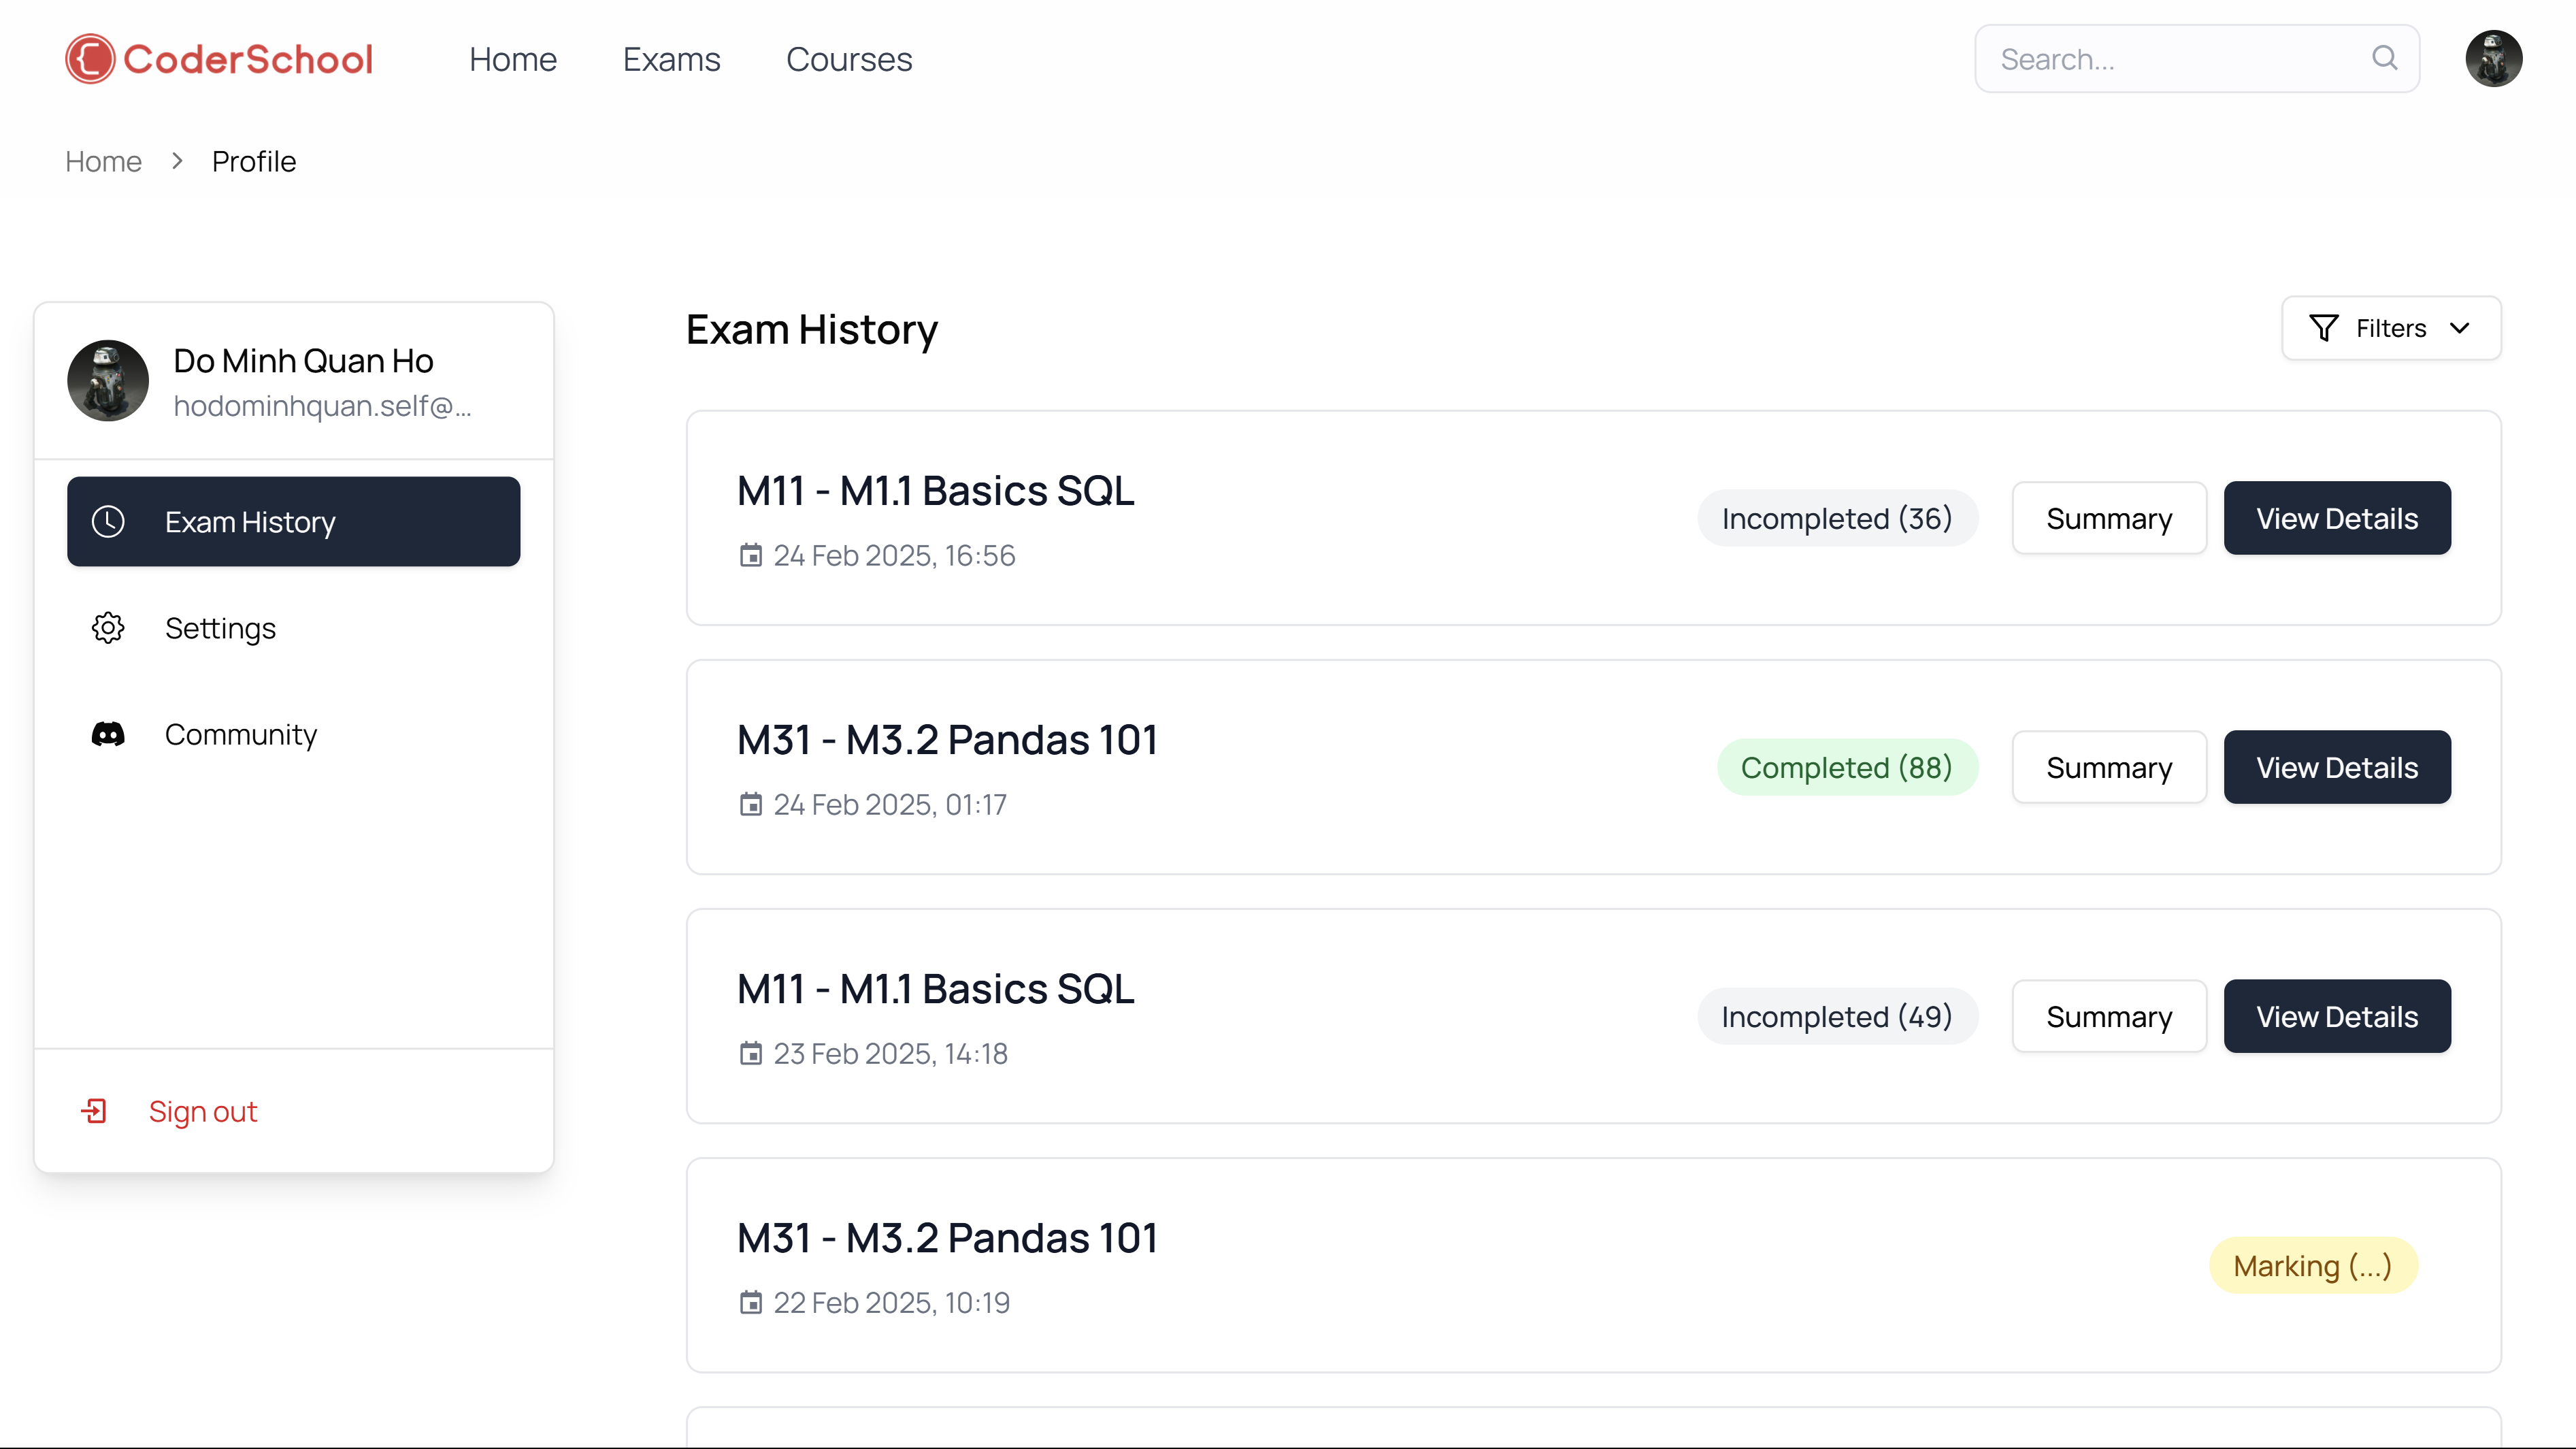 CoderSchool Home Exams Courses Search...
Home > Profile
Do Minh Quan Ho
hodominhquan.self@...
Exam History
Settings
Community
Sign out
Exam History
Filters
M11 - M1.1 Basics SQL
24 Feb 2025, 16:56
Incompleted (36) Summary View Details
M31 - M3.2 Pandas 101
24 Feb 2025, 01:17
Completed (88) Summary View Details
M11 - M1.1 Basics SQL
23 Feb 2025, 14:18
Incompleted (49) Summary View Details
M31 - M3.2 Pandas 101
22 Feb 2025, 10:19
Marking (...)